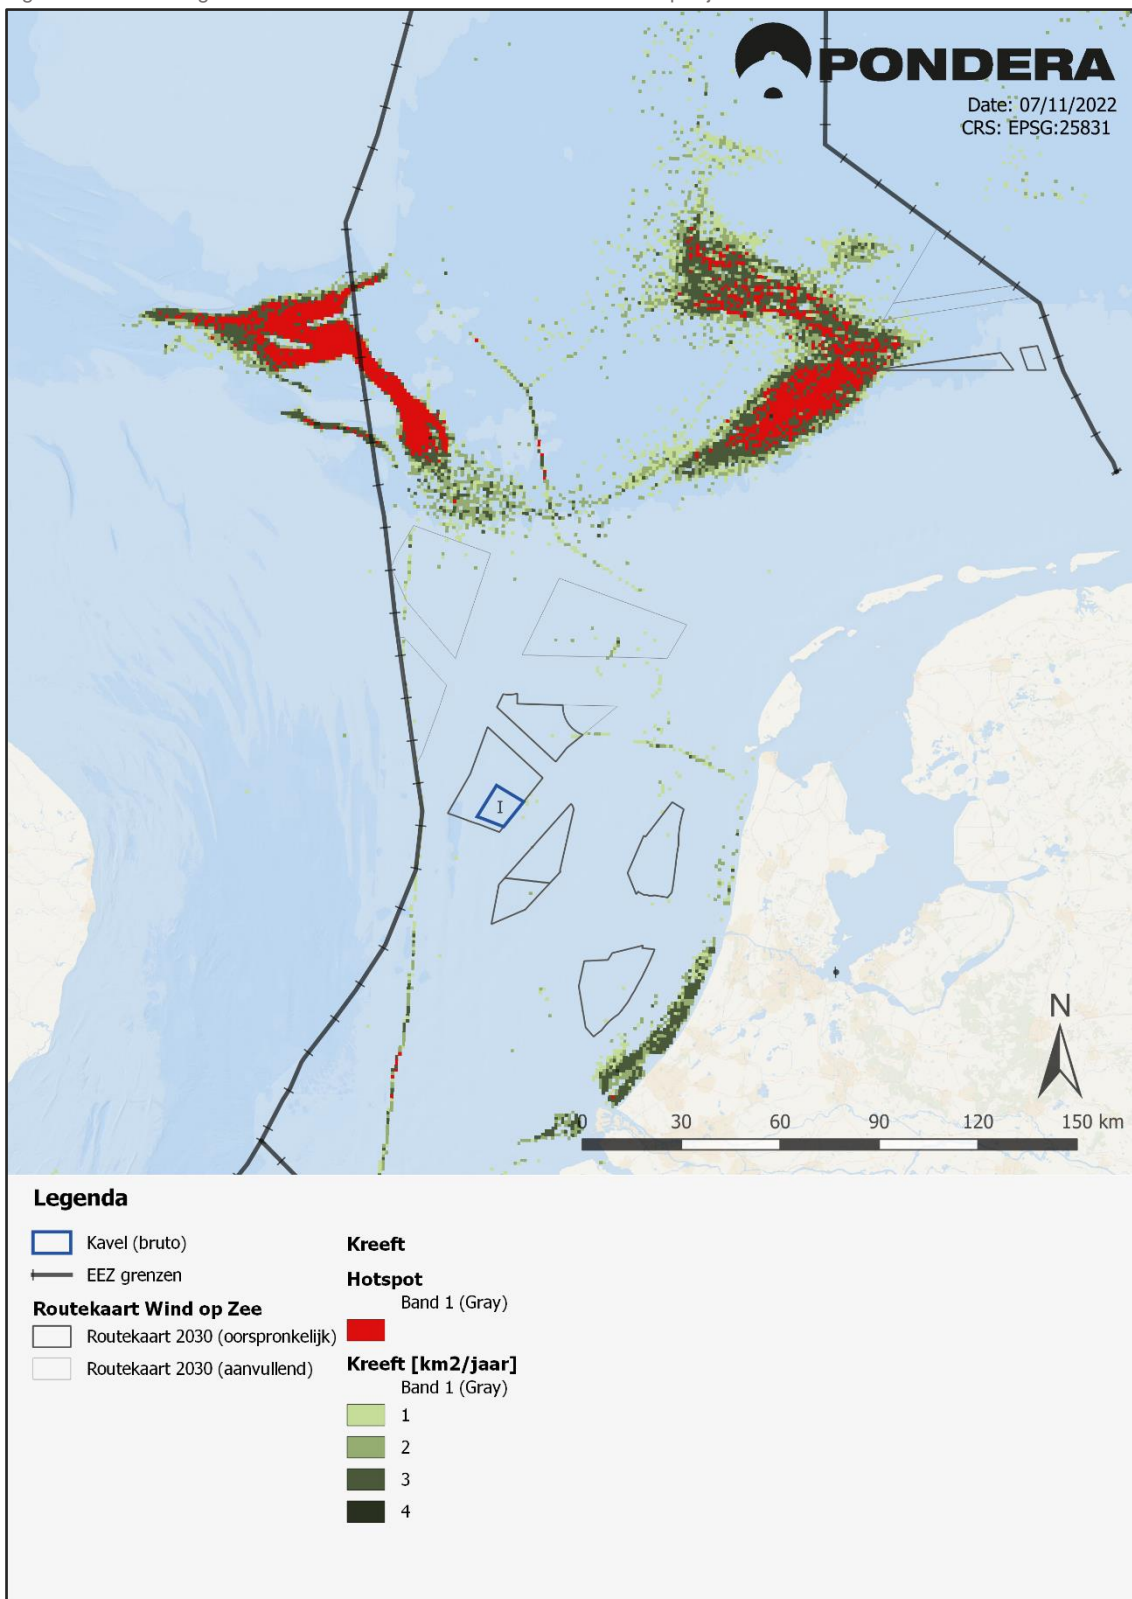 PONDERA
Date: 07/11/2022
CRS: EPSG:25831
I
N
0 30 60 90 120 150 km
Legenda
Kavel (bruto)
EEZ grenzen
Routekaart Wind op Zee
Routekaart 2030 (oorspronkelijk)
Routekaart 2030 (aanvullend)
Kreeft
Hotspot
Band 1 (Gray)
Kreeft [km2/jaar]
Band 1 (Gray)
1
2
3
4